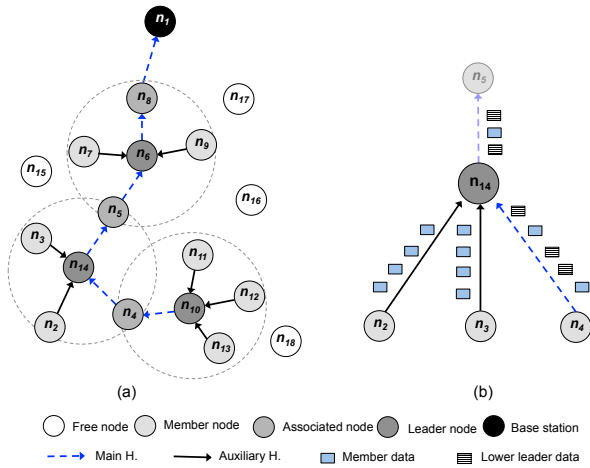 n1
n8
n17
n7
n6
n9
n15
n5
n16
n3
n14
n11
n12
n2
n4
n10
n13
n18
(a)
n5
n14
n2
n3
n4
(b)
Free node
Member node
Associated node
Leader node
Base station
Main H.
Auxiliary H.
Member data
Lower leader data